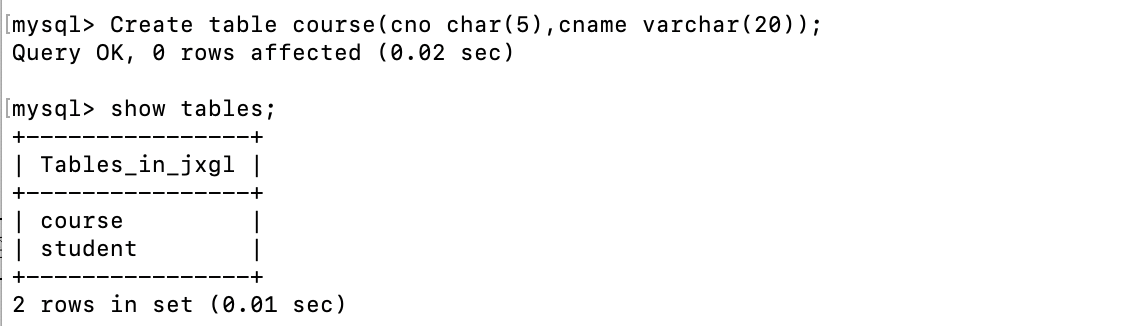 [mysql> Create table course(cno char(5),cname varchar(20));
Query OK, 0 rows affected (0.02 sec)
[mysql> show tables;
+----------------+
| Tables_in_jxgl |
+----------------+
| course         |
| student        |
+----------------+
2 rows in set (0.01 sec)